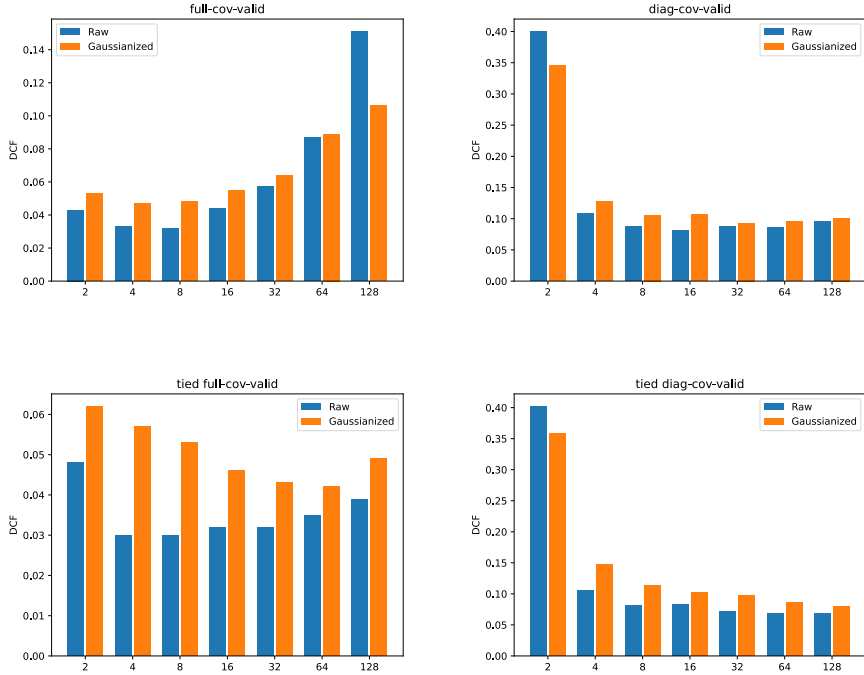 full-cov-valid
Raw
Gaussianized
DCF
0.14
0.12
0.10
0.08
0.06
0.04
0.02
0.00
2 4 8 16 32 64 128
diag-cov-valid
Raw
Gaussianized
DCF
0.40
0.35
0.30
0.25
0.20
0.15
0.10
0.05
0.00
2 4 8 16 32 64 128
tied full-cov-valid
Raw
Gaussianized
DCF
0.06
0.05
0.04
0.03
0.02
0.01
0.00
2 4 8 16 32 64 128
tied diag-cov-valid
Raw
Gaussianized
DCF
0.40
0.35
0.30
0.25
0.20
0.15
0.10
0.05
0.00
2 4 8 16 32 64 128